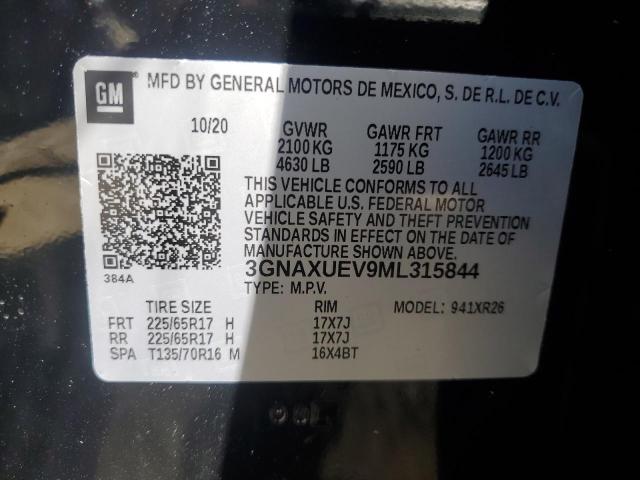 GM
MFD BY GENERAL MOTORS DE MEXICO, S. DE R.L. DE C.V.
10/20 GVWR GAWR FRT GAWR RR
2100 KG 1175 KG 1200 KG
4630 LB 2590 LB 2645 LB
THIS VEHICLE CONFORMS TO ALL
APPLICABLE U.S. FEDERAL MOTOR
VEHICLE SAFETY AND THEFT PREVENTION
STANDARDS IN EFFECT ON THE DATE OF
MANUFACTURE SHOWN ABOVE.
3GNAXUEV9ML315844
384A
TYPE: M.P.V.
TIRE SIZE RIM MODEL: 941XR26
FRT 225/65R17 H 17X7J
RR 225/65R17 H 17X7J
SPA T135/70R16 M 16X4BT